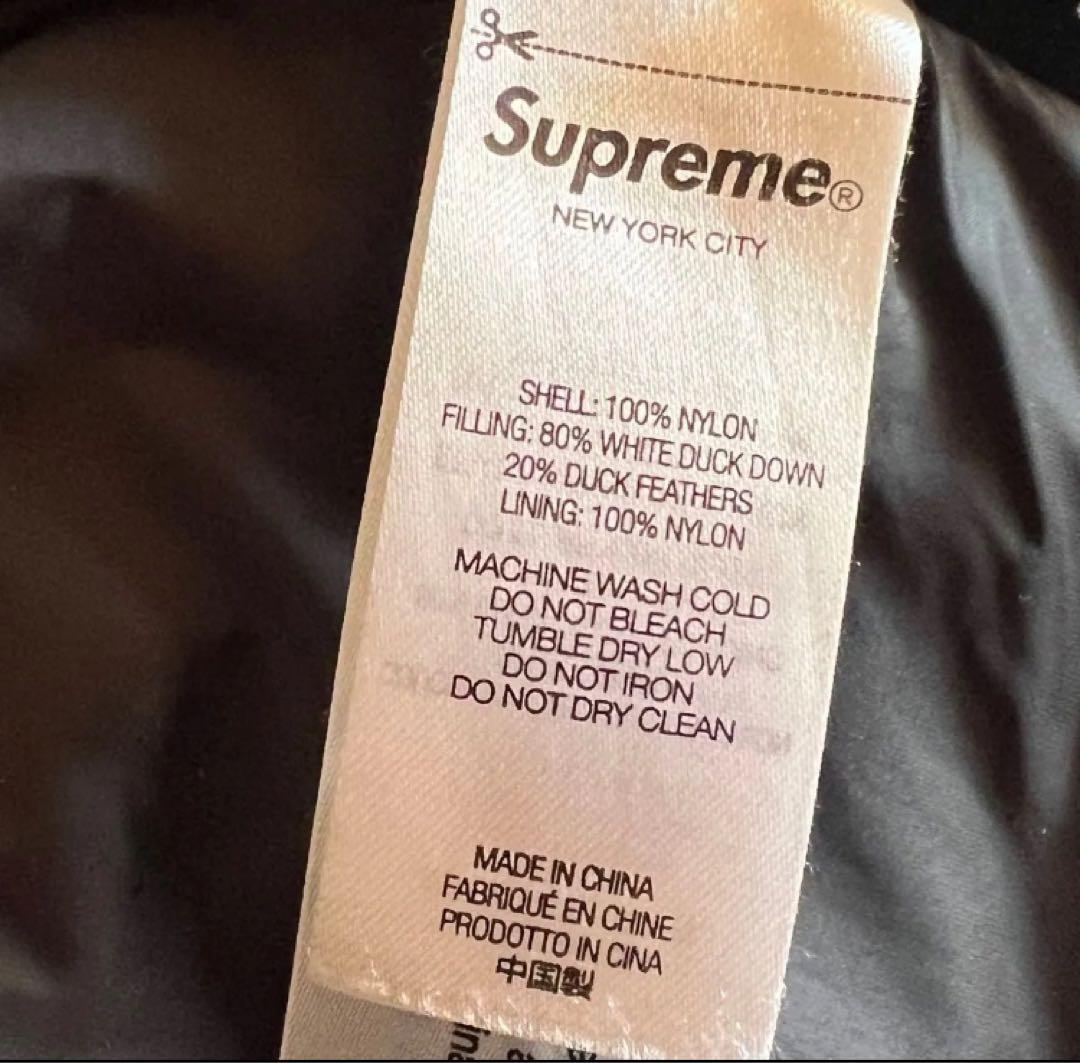 Supreme®
NEW YORK CITY
SHELL: 100% NYLON
FILLING: 80% WHITE DUCK DOWN
20% DUCK FEATHERS
LINING: 100% NYLON
MACHINE WASH COLD
DO NOT BLEACH
TUMBLE DRY LOW
DO NOT IRON
DO NOT DRY CLEAN
MADE IN CHINA
FABRIQUÉ EN CHINE
PRODOTTO IN CINA
中国製